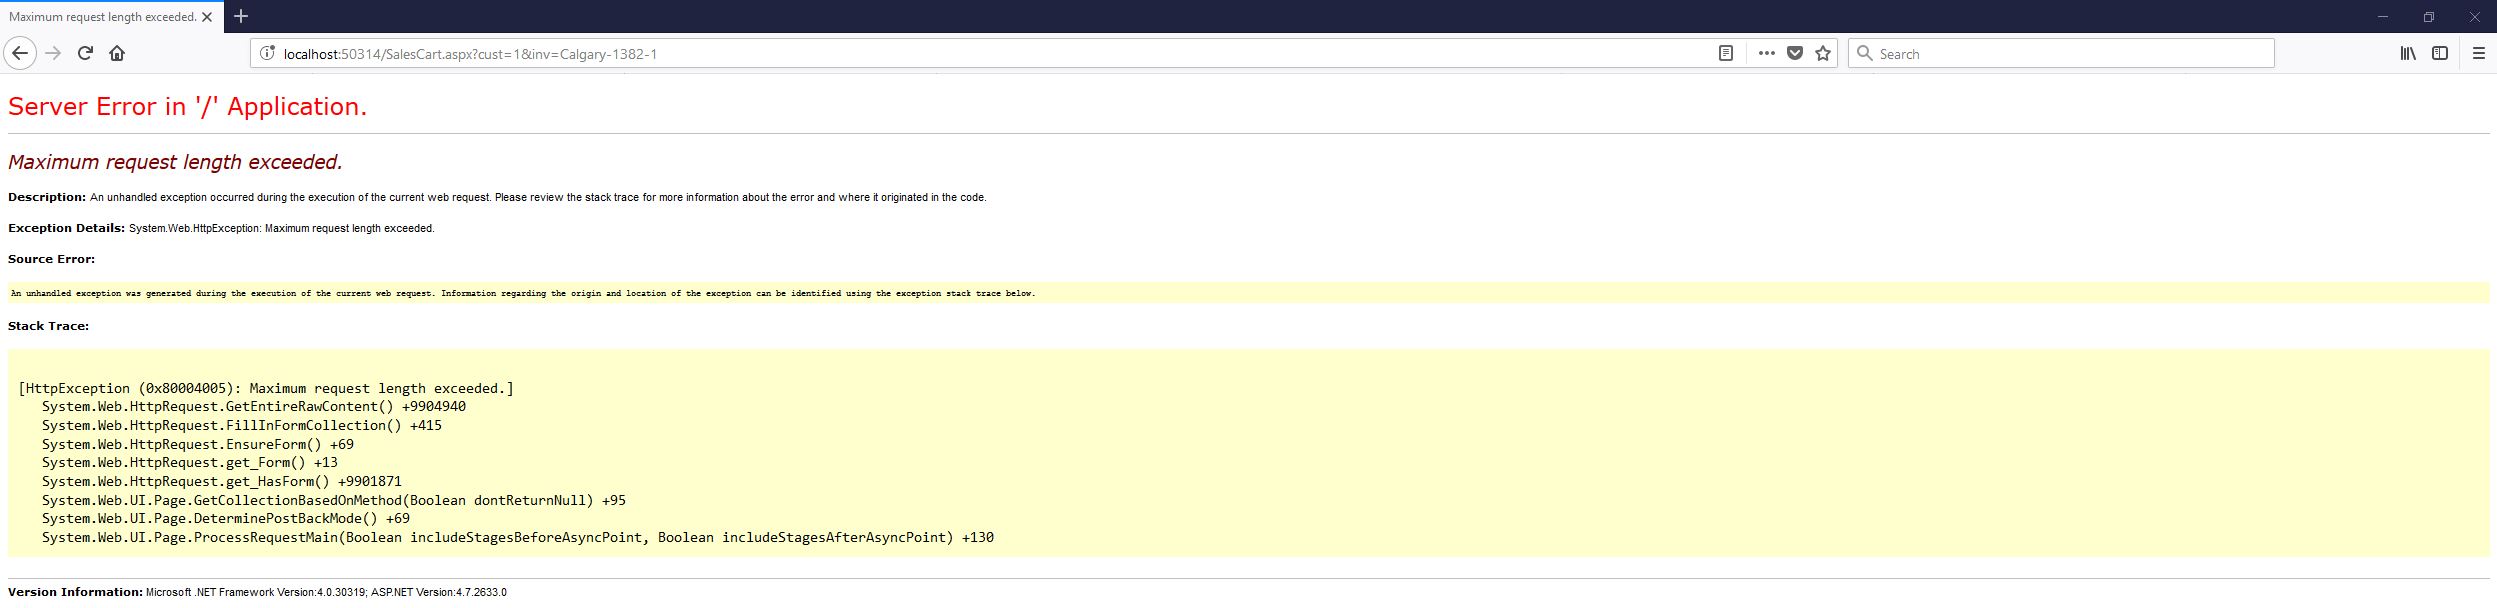 Maximum request length exceeded.
localhost:50314/SalesCart.aspx?cust=1&inv=Calgary-1382-1
Search
Server Error in '/' Application.
Maximum request length exceeded.
Description: An unhandled exception occurred during the execution of the current web request. Please review the stack trace for more information about the error and where it originated in the code.
Exception Details: System.Web.HttpException: Maximum request length exceeded.
Source Error:
An unhandled exception was generated during the execution of the current web request. Information regarding the origin and location of the exception can be identified using the exception stack trace below.
Stack Trace:
[HttpException (0x80004005): Maximum request length exceeded.]
System.Web.HttpRequest.GetEntireRawContent() +9904940
System.Web.HttpRequest.FillInFormCollection() +415
System.Web.HttpRequest.EnsureForm() +69
System.Web.HttpRequest.get_Form() +13
System.Web.HttpRequest.get_HasForm() +9901871
System.Web.UI.Page.GetCollectionBasedOnMethod(Boolean dontReturnNull) +95
System.Web.UI.Page.DeterminePostBackMode() +69
System.Web.UI.Page.ProcessRequestMain(Boolean includeStagesBeforeAsyncPoint, Boolean includeStagesAfterAsyncPoint) +130
Version Information: Microsoft .NET Framework Version:4.0.30319; ASP.NET Version:4.7.2633.0